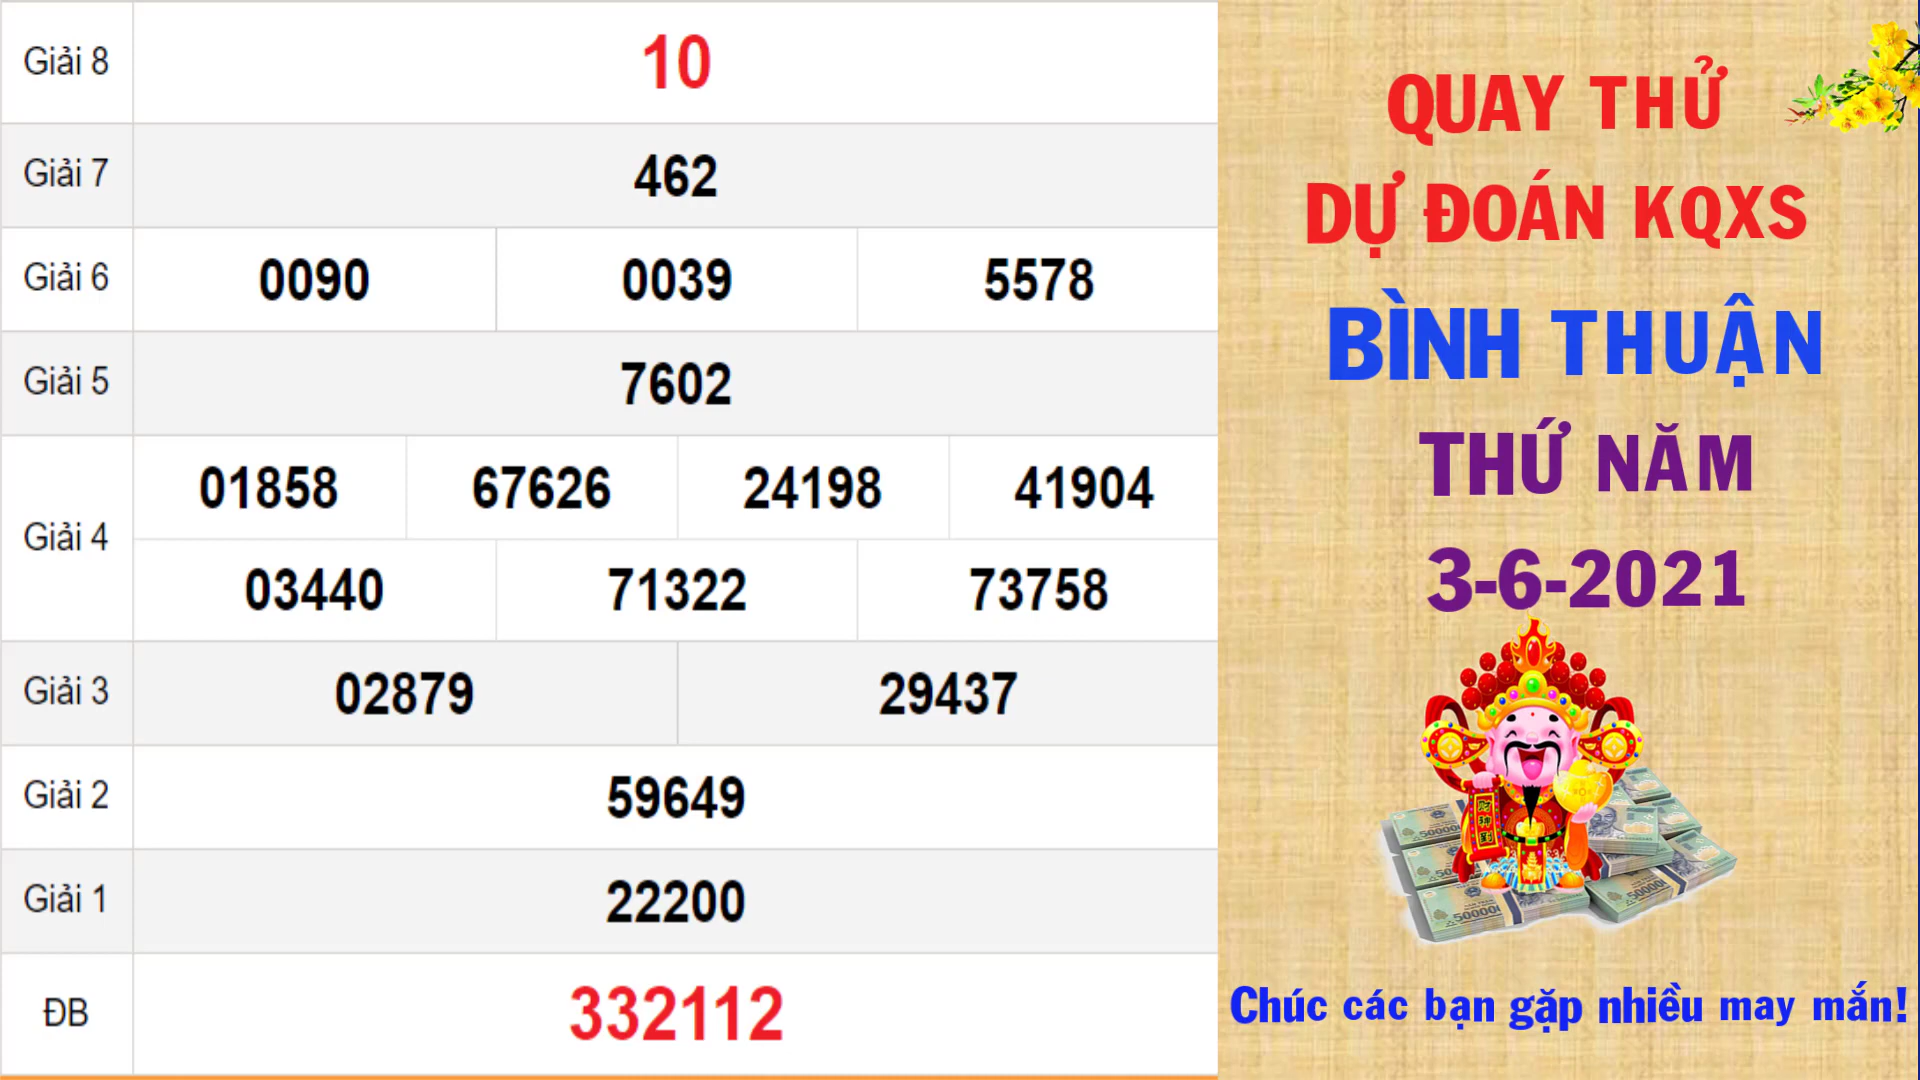 Giải 8 10
Giải 7 462
Giải 6 0090 0039 5578
Giải 5 7602
Giải 4 01858 67626 24198 41904
03440 71322 73758
Giải 3 02879 29437
Giải 2 59649
Giải 1 22200
ĐB 332112
QUAY THỬ
DỰ ĐOÁN KQXS
BÌNH THUẬN
THỨ NĂM
3-6-2021
Chúc các bạn gặp nhiều may mắn!